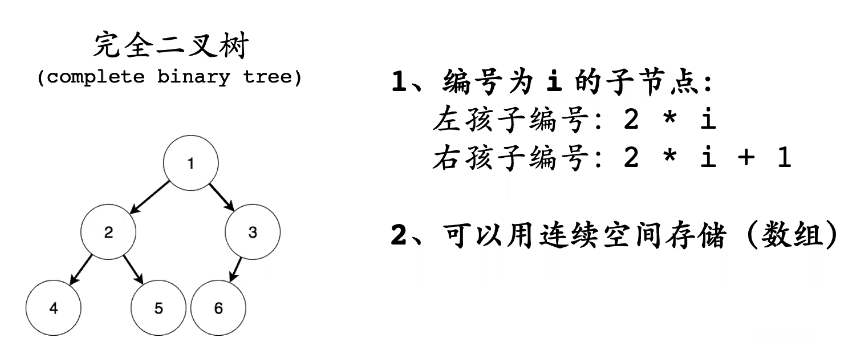 完全二叉树
(complete binary tree)
1
2
3
4
5
6
1、编号为 i 的子节点:
左孩子编号: 2 * i
右孩子编号: 2 * i + 1
2、可以用连续空间存储 (数组)